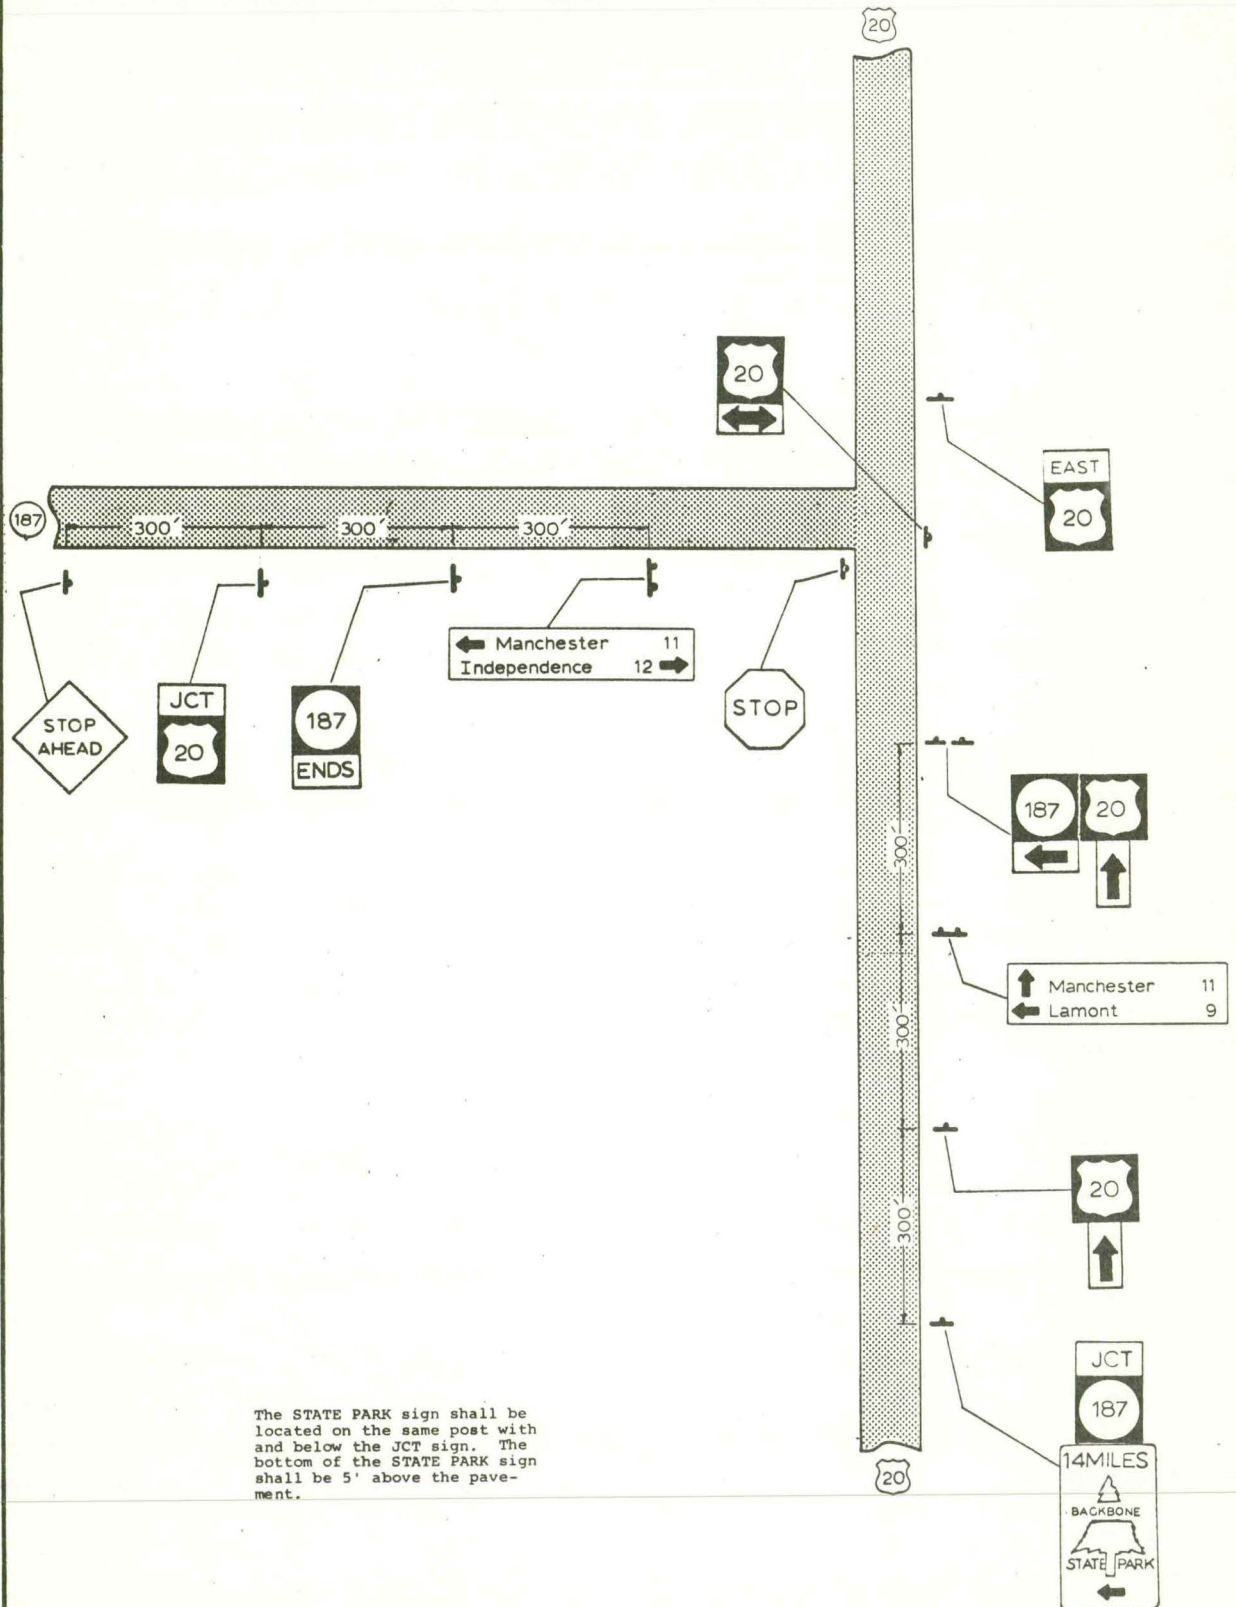 20
20
EAST
20
187
300'
300'
300'
← Manchester 11
Independence 12 →
STOP
AHEAD
JCT
20
187
ENDS
STOP
300'
187
20
300'
↑ Manchester 11
← Lamont 9
300'
20
JCT
187
14MILES
BACKBONE
STATE PARK
The STATE PARK sign shall be
located on the same post with
and below the JCT sign. The
bottom of the STATE PARK sign
shall be 5' above the pave-
ment.
20